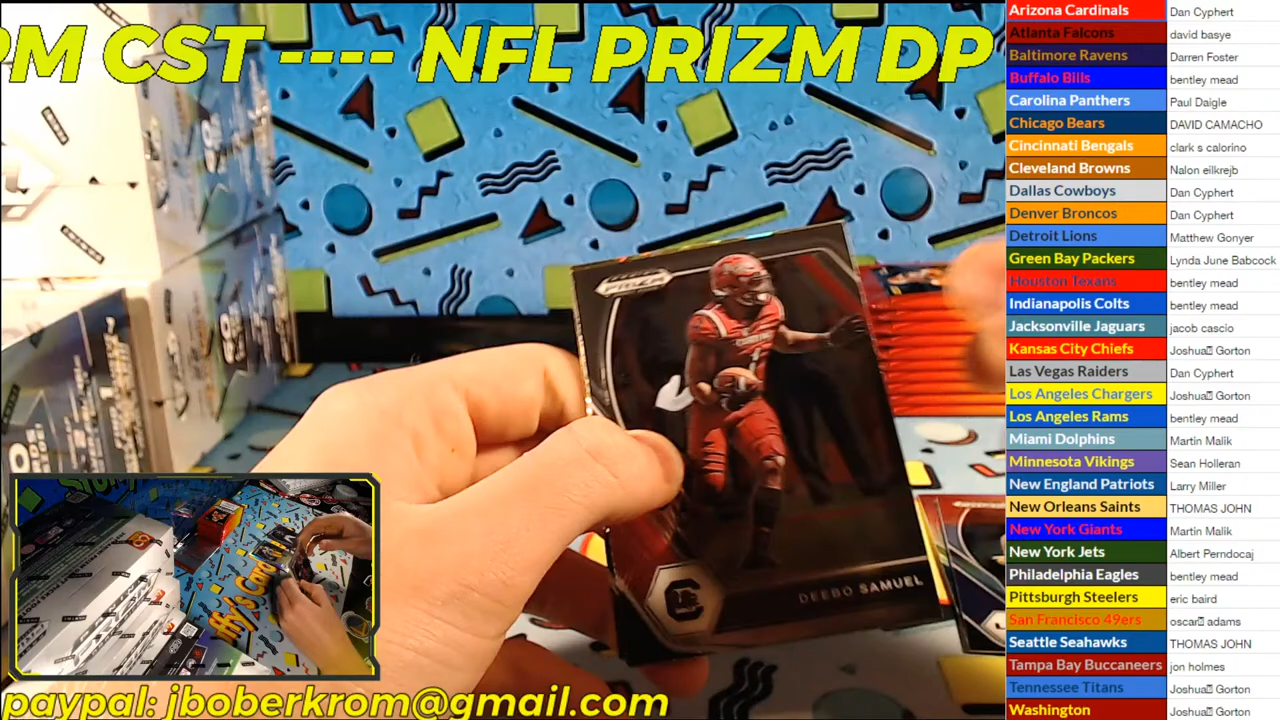 PM CST ---- NFL PRIZM DP
PRIZM
DEEBO SAMUEL
paypal: jboberkrom@gmail.com
Arizona Cardinals Dan Cyphert
Atlanta Falcons david basye
Baltimore Ravens Darren Foster
Buffalo Bills bentley mead
Carolina Panthers Paul Daigle
Chicago Bears DAVID CAMACHO
Cincinnati Bengals clark s calorino
Cleveland Browns Nalon eilkrejb
Dallas Cowboys Dan Cyphert
Denver Broncos Dan Cyphert
Detroit Lions Matthew Gonyer
Green Bay Packers Lynda June Babcock
Houston Texans bentley mead
Indianapolis Colts bentley mead
Jacksonville Jaguars jacob cascio
Kansas City Chiefs Joshua Gorton
Las Vegas Raiders Dan Cyphert
Los Angeles Chargers Joshua Gorton
Los Angeles Rams bentley mead
Miami Dolphins Martin Malik
Minnesota Vikings Sean Holleran
New England Patriots Larry Miller
New Orleans Saints THOMAS JOHN
New York Giants Martin Malik
New York Jets Albert Perndocaj
Philadelphia Eagles bentley mead
Pittsburgh Steelers eric baird
San Francisco 49ers oscar adams
Seattle Seahawks THOMAS JOHN
Tampa Bay Buccaneers jon holmes
Tennessee Titans Joshua Gorton
Washington Joshua Gorton